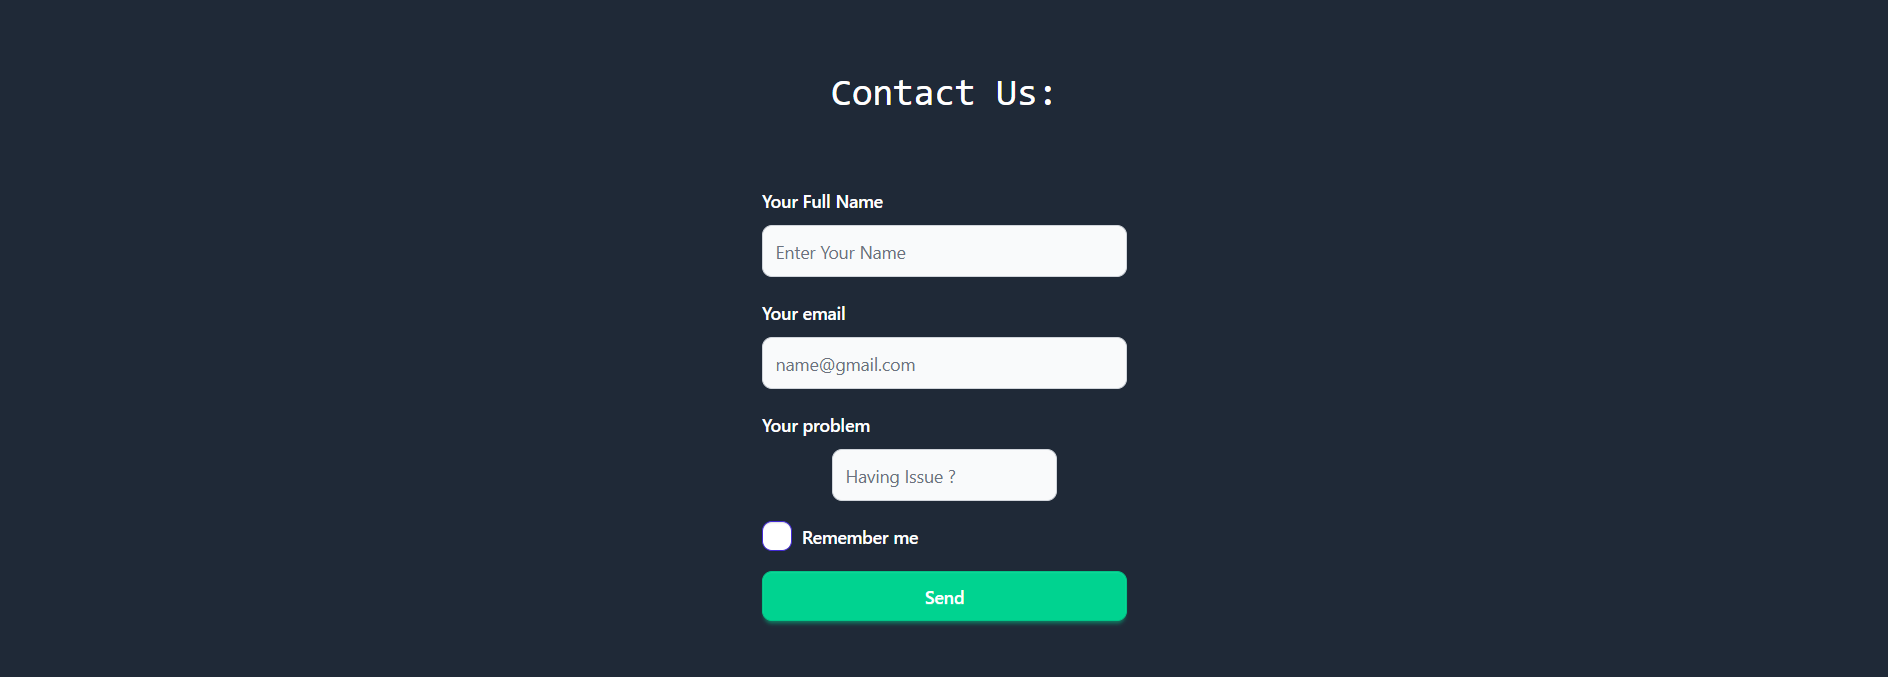 Contact Us:
Your Full Name
Enter Your Name
Your email
name@gmail.com
Your problem
Having Issue ?
Remember me
Send